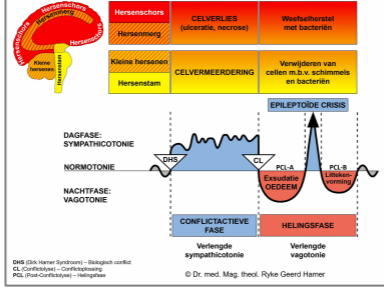 Hersenschors
Hersenmerg
Hersenschors
Hersenschors
Kleine
hersenen
Hersenstam
Hersenschors
Hersenmerg
CELVERLIES
(ulceratie, necrose)
Weefselherstel
met bacteriën
Kleine hersenen
Hersenstam
CELVERMEERDERING
Verwijderen van
cellen m.b.v. schimmels
en bacteriën
EPILEPTOÏDE CRISIS
DAGFASE:
SYMPATHICOTONIE
DHS
CL
PCL-A
PCL-B
NORMOTONIE
Exsudatie
OEDEEM
Litteken-
vorming
NACHTFASE:
VAGOTONIE
CONFLICTACTIEVE
FASE
HELINGSFASE
Verlengde
sympathicotonie
Verlengde
vagotonie
DHS (Dirk Hamer Syndroom) – Biologisch conflict
CL (Conflictolyse) – Conflictoplossing
PCL (Post-Conflictolyse) – Helingsfase
© Dr. med. Mag. theol. Ryke Geerd Hamer